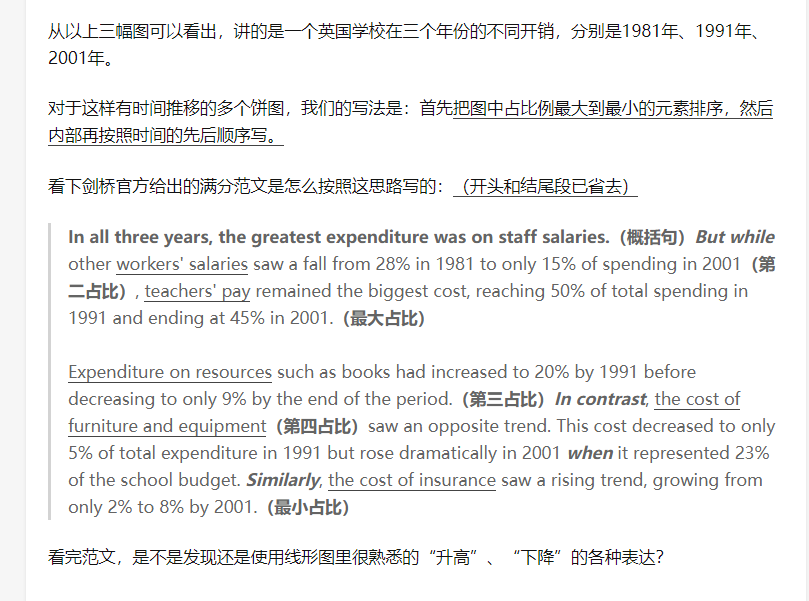 从以上三幅图可以看出，讲的是一个英国学校在三个年份的不同开销，分别是1981年、1991年、
2001年。
对于这样有时间推移的多个饼图，我们的写法是：首先把图中占比例最大到最小的元素排序，然后
内部再按照时间的先后顺序写。
看下剑桥官方给出的满分范文是怎么按照这思路写的：（开头和结尾段已省去）
In all three years, the greatest expenditure was on staff salaries.（概括句）But while
other workers' salaries saw a fall from 28% in 1981 to only 15% of spending in 2001（第
二占比）, teachers' pay remained the biggest cost, reaching 50% of total spending in
1991 and ending at 45% in 2001.（最大占比）
Expenditure on resources such as books had increased to 20% by 1991 before
decreasing to only 9% by the end of the period.（第三占比）In contrast, the cost of
furniture and equipment（第四占比）saw an opposite trend. This cost decreased to only
5% of total expenditure in 1991 but rose dramatically in 2001 when it represented 23%
of the school budget. Similarly, the cost of insurance saw a rising trend, growing from
only 2% to 8% by 2001.（最小占比）
看完范文，是不是发现还是使用线形图里很熟悉的“升高”、“下降”的各种表达？